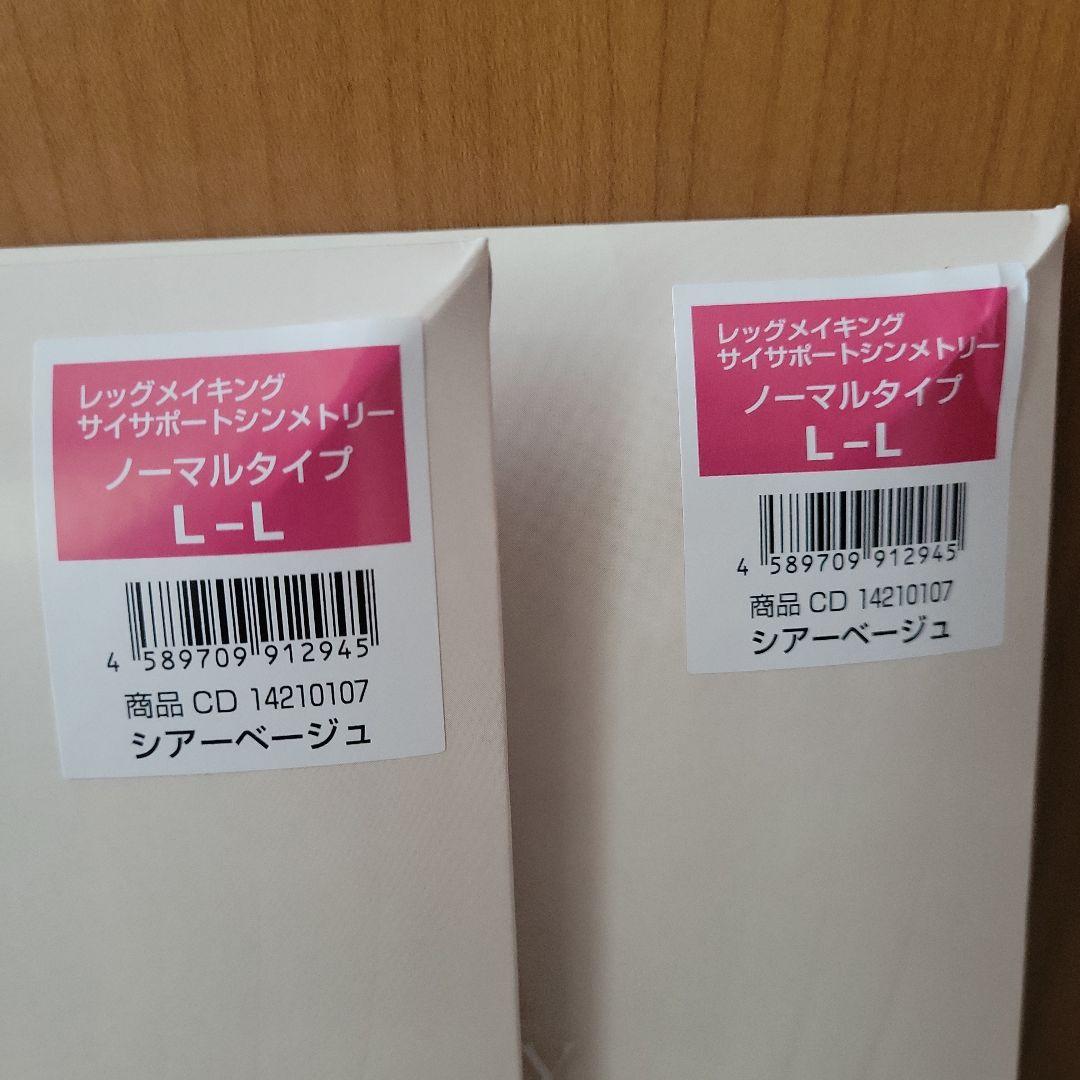 レッグメイキング
サイサポートシンメトリー
ノーマルタイプ
L-L
4 589709 912945
商品 CD 14210107
シアーベージュ
レッグメイキング
サイサポートシンメトリー
ノーマルタイプ
L-L
4 589709 912945
商品 CD 14210107
シアーベージュ